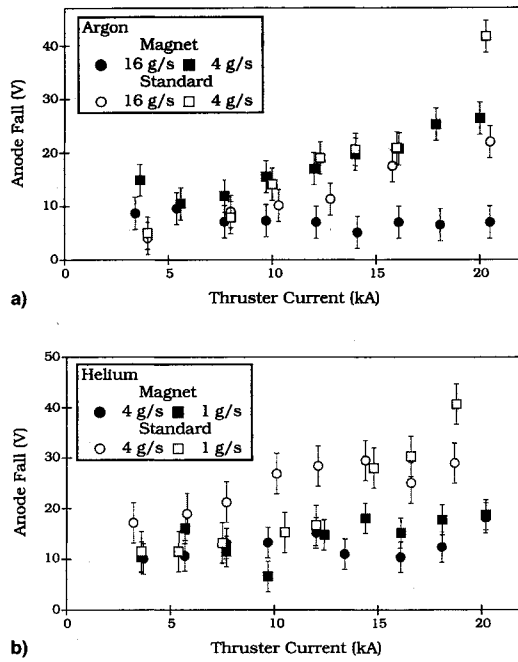 Argon
Magnet
16 g/s 4 g/s
Standard
16 g/s 4 g/s
Anode Fall (V)
40
30
20
10
0
0 5 10 15 20
Thruster Current (kA)
a)
Helium
Magnet
4 g/s 1 g/s
Standard
4 g/s 1 g/s
Anode Fall (V)
50
40
30
20
10
0
0 5 10 15 20
Thruster Current (kA)
b)